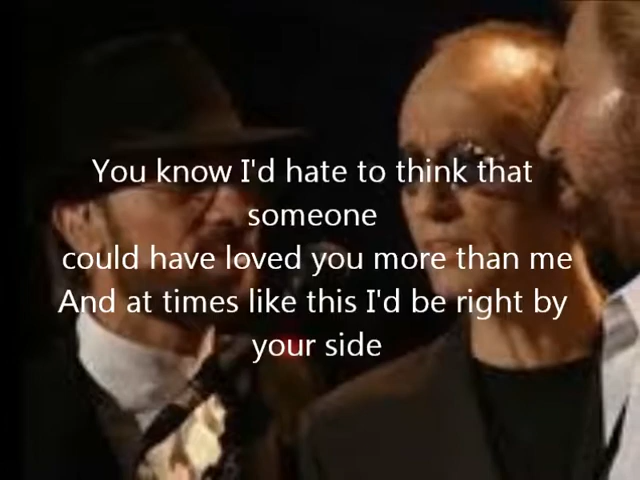 You know I'd hate to think that
someone
could have loved you more than me
And at times like this I'd be right by
your side